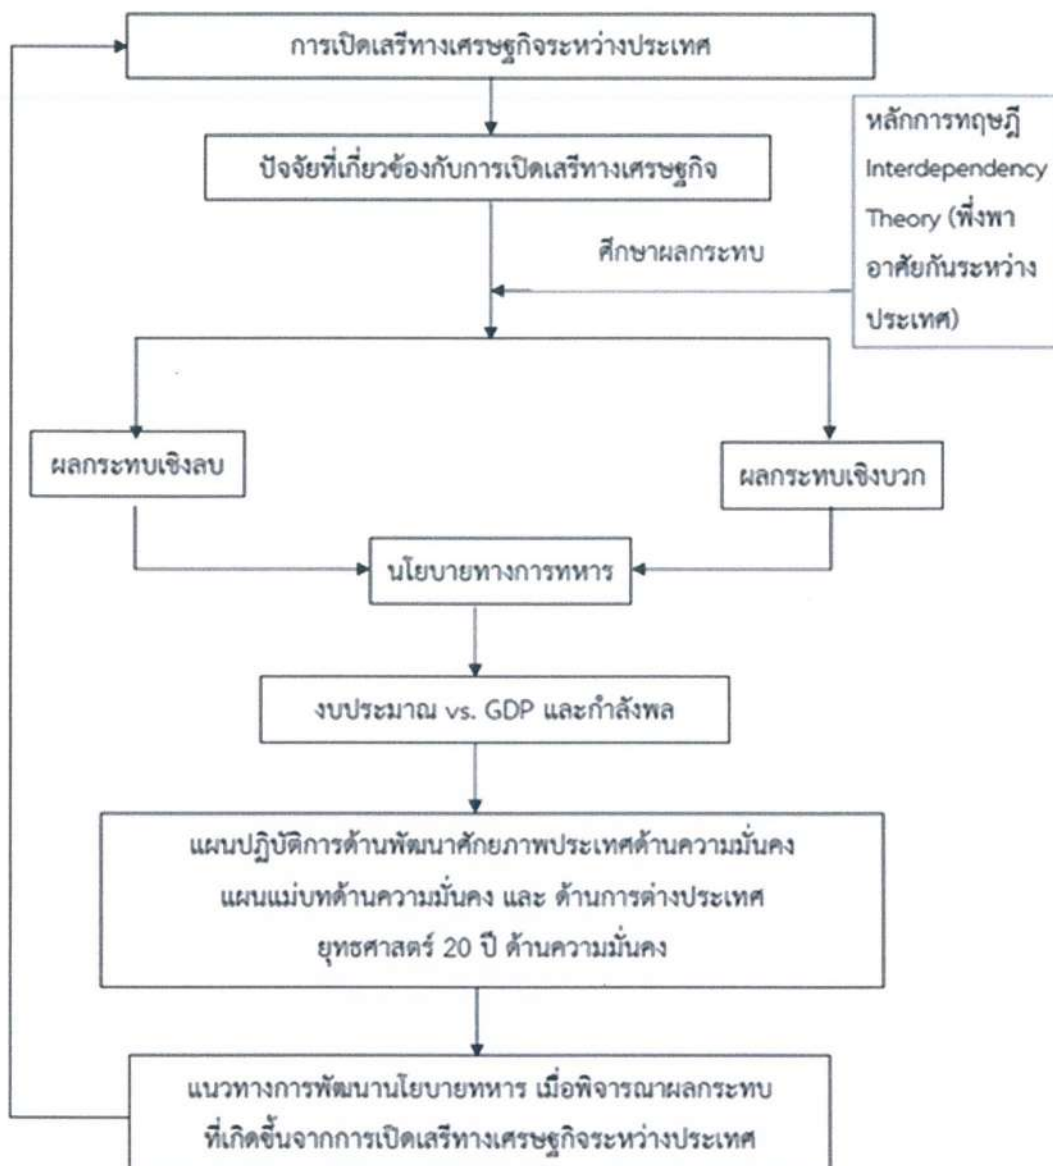 การเปิดเสรีทางเศรษฐกิจระหว่างประเทศ
ปัจจัยที่เกี่ยวข้องกับการเปิดเสรีทางเศรษฐกิจ
หลักการทฤษฎี
Interdependency
Theory (พึ่งพา
อาศัยกันระหว่าง
ประเทศ)
ศึกษาผลกระทบ
ผลกระทบเชิงลบ
ผลกระทบเชิงบวก
นโยบายทางการทหาร
งบประมาณ vs. GDP และกำลังพล
แผนปฏิบัติการด้านพัฒนาศักยภาพประเทศด้านความมั่นคง
แผนแม่บทด้านความมั่นคง และ ด้านการต่างประเทศ
ยุทธศาสตร์ 20 ปี ด้านความมั่นคง
แนวทางการพัฒนานโยบายทหาร เมื่อพิจารณาผลกระทบ
ที่เกิดขึ้นจากการเปิดเสรีทางเศรษฐกิจระหว่างประเทศ